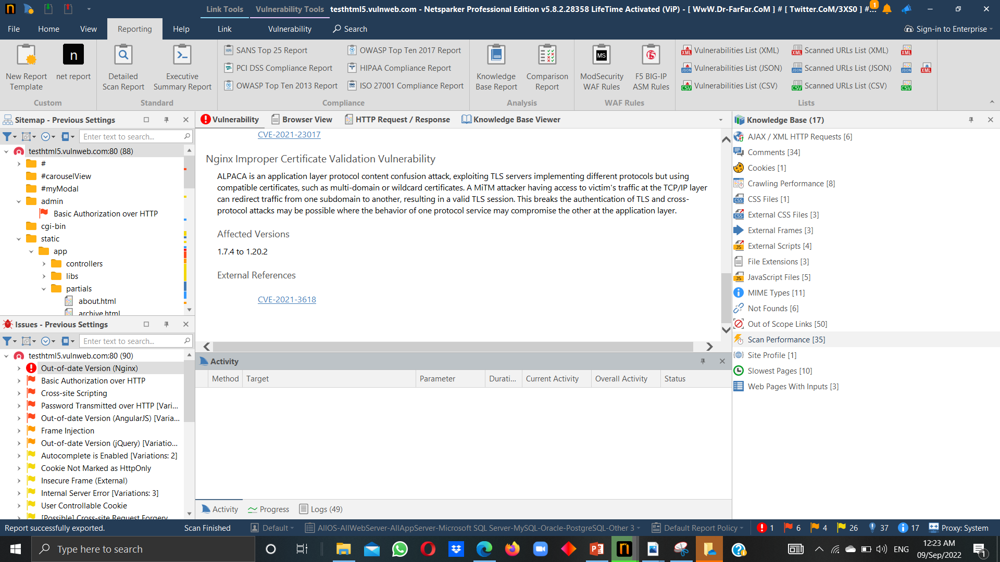 Link Tools
Vulnerability Tools
testhtml5.vulnweb.com - Netsparker Professional Edition v5.8.2.28358 LifeTime Activated (ViP) - [ WwW.Dr-FarFar.CoM ] # [ Twitter.CoM/3XS0 ] #...
1
File
Home
View
Reporting
Help
Link
Vulnerability
Search
Sign-in to Enterprise
New Report Template
net report
Custom
Detailed Scan Report
Executive Summary Report
Standard
SANS Top 25 Report
PCI DSS Compliance Report
OWASP Top Ten 2013 Report
OWASP Top Ten 2017 Report
HIPAA Compliance Report
ISO 27001 Compliance Report
Compliance
Knowledge Base Report
Comparison Report
Analysis
ModSecurity WAF Rules
F5 BIG-IP ASM Rules
WAF Rules
Vulnerabilities List (XML)
Vulnerabilities List (JSON)
Vulnerabilities List (CSV)
Scanned URLs List (XML)
Scanned URLs List (JSON)
Scanned URLs List (CSV)
Lists
Sitemap - Previous Settings
Enter text to search...
testhtml5.vulnweb.com:80 (88)
#
#carouselView
#myModal
admin
Basic Authorization over HTTP
cgi-bin
static
app
controllers
libs
partials
about.html
archive.html
Issues - Previous Settings
Enter text to search...
testhtml5.vulnweb.com:80 (90)
Out-of-date Version (Nginx)
Basic Authorization over HTTP
Cross-site Scripting
Password Transmitted over HTTP [Vari...
Out-of-date Version (AngularJS) [Varia...
Frame Injection
Out-of-date Version (jQuery) [Variatio...
Autocomplete is Enabled [Variations: 2]
Cookie Not Marked as HttpOnly
Insecure Frame (External)
Internal Server Error [Variations: 3]
User Controllable Cookie
[Possible] Cross-site Request Forgery
Vulnerability
Browser View
HTTP Request / Response
Knowledge Base Viewer
CVE-2021-23017
Nginx Improper Certificate Validation Vulnerability
ALPACA is an application layer protocol content confusion attack, exploiting TLS servers implementing different protocols but using
compatible certificates, such as multi-domain or wildcard certificates. A MiTM attacker having access to victim's traffic at the TCP/IP layer
can redirect traffic from one subdomain to another, resulting in a valid TLS session. This breaks the authentication of TLS and cross-
protocol attacks may be possible where the behavior of one protocol service may compromise the other at the application layer.
Affected Versions
1.7.4 to 1.20.2
External References
CVE-2021-3618
Activity
Method
Target
Parameter
Durati...
Current Activity
Overall Activity
Status
Activity
Progress
Logs (49)
Knowledge Base (17)
AJAX / XML HTTP Requests [6]
Comments [34]
Cookies [1]
Crawling Performance [8]
CSS Files [1]
External CSS Files [3]
External Frames [3]
External Scripts [4]
File Extensions [3]
JavaScript Files [5]
MIME Types [11]
Not Founds [6]
Out of Scope Links [50]
Scan Performance [35]
Site Profile [1]
Slowest Pages [10]
Web Pages With Inputs [3]
Report successfully exported.
Scan Finished
Default
AllOS-AllWebServer-AllAppServer-Microsoft SQL Server-MySQL-Oracle-PostgreSQL-Other 3
Default Report Policy
1
6
4
26
37
17
Proxy: System
Type here to search
ENG
12:23 AM
09/Sep/2022
1